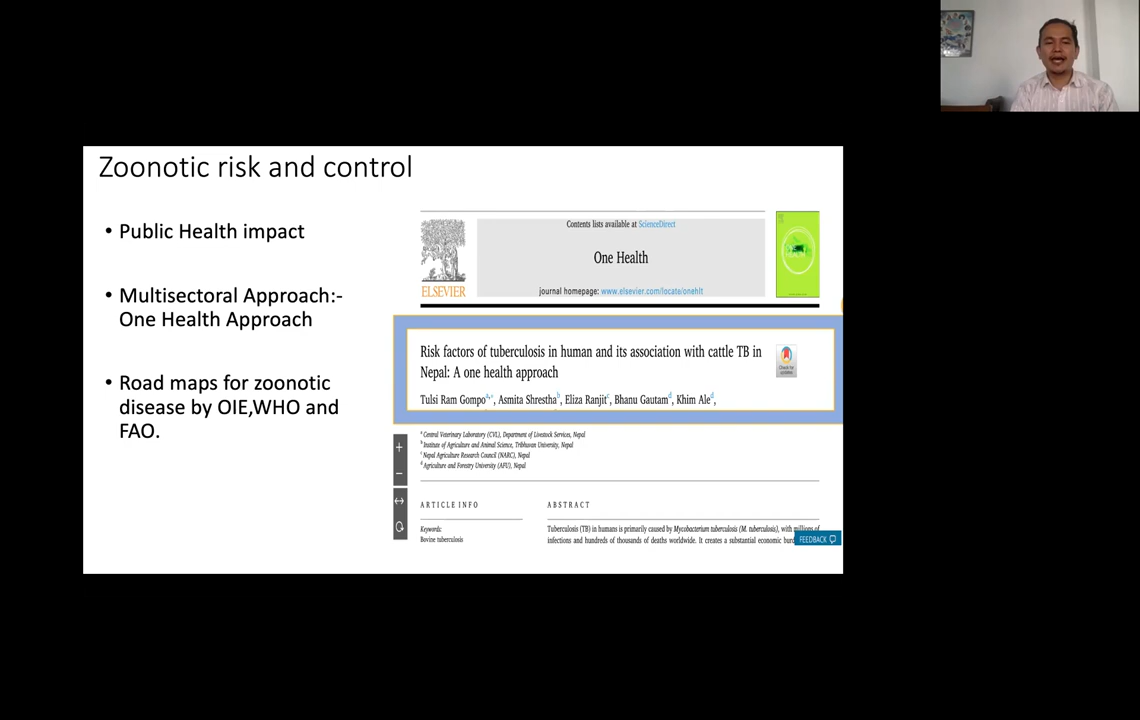 Zoonotic risk and control
• Public Health impact
• Multisectoral Approach:-
One Health Approach
• Road maps for zoonotic
disease by OIE,WHO and
FAO.
ELSEVIER
Contents lists available at ScienceDirect
One Health
journal homepage: www.elsevier.com/locate/onehlt
Risk factors of tuberculosis in human and its association with cattle TB in
Nepal: A one health approach
Check for
updates
Tulsi Ram Gompo a,*, Asmita Shrestha b, Eliza Ranjit c, Bhanu Gautam d, Khim Ale d,
a Central Veterinary Laboratory (CVL), Department of Livestock Services, Nepal
b Institute of Agriculture and Animal Science, Tribhuvan University, Nepal
c Nepal Agriculture Research Council (NARC), Nepal
d Agriculture and Forestry University (AFU), Nepal
ARTICLE INFO
Keywords:
Bovine tuberculosis
ABSTRACT
Tuberculosis (TB) in humans is primarily caused by Mycobacterium tuberculosis (M. tuberculosis), with millions of
infections and hundreds of thousands of deaths worldwide. It creates a substantial economic
FEEDBACK